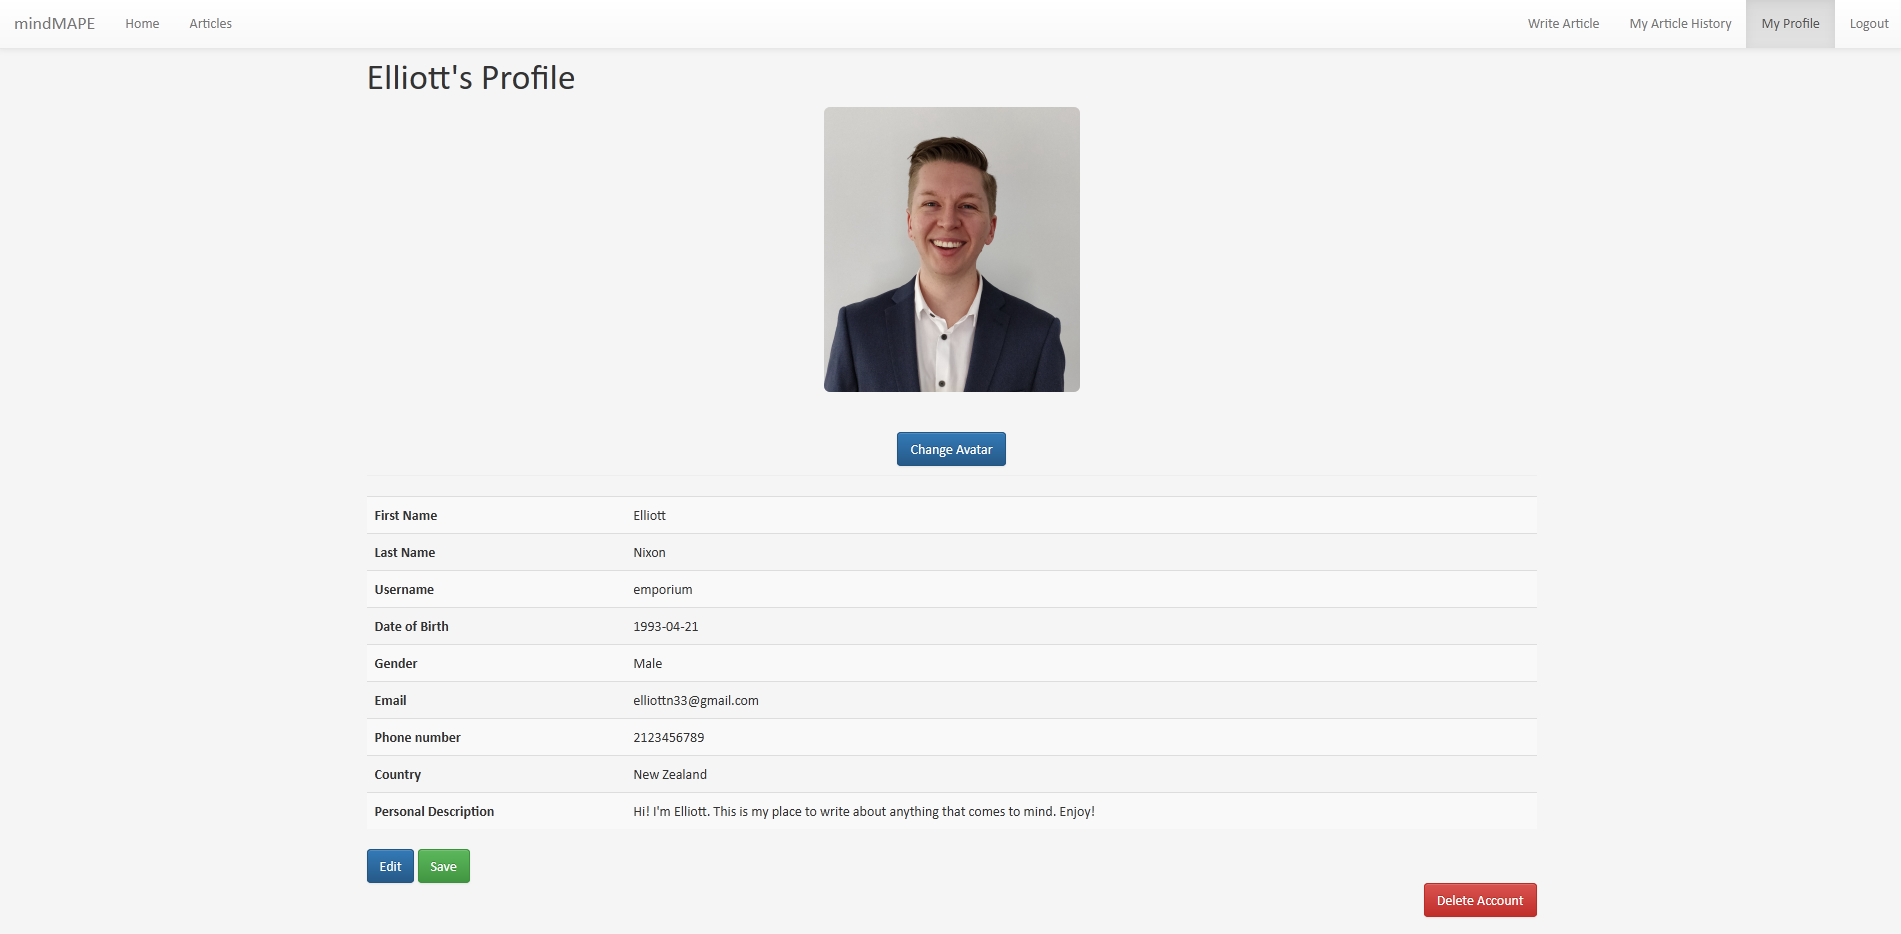 mindMAPE Home Articles Write Article My Article History My Profile Logout
Elliott's Profile
Change Avatar
First Name Elliott
Last Name Nixon
Username emporium
Date of Birth 1993-04-21
Gender Male
Email elliottn33@gmail.com
Phone number 2123456789
Country New Zealand
Personal Description Hi! I'm Elliott. This is my place to write about anything that comes to mind. Enjoy!
Edit Save
Delete Account